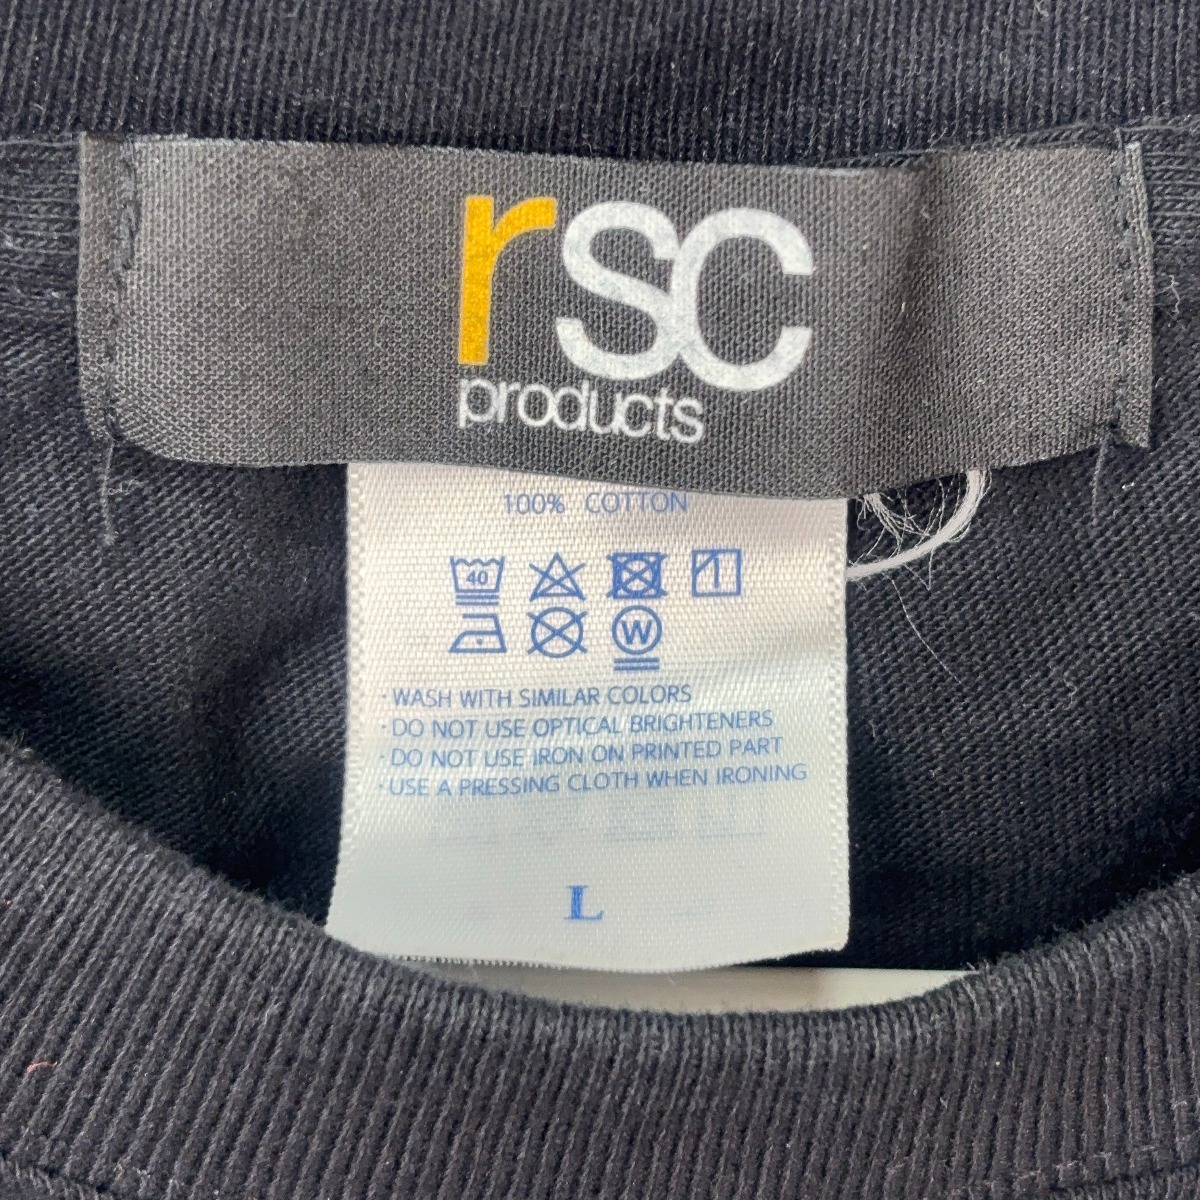 rsc
products
100% COTTON
40
W
· WASH WITH SIMILAR COLORS
· DO NOT USE OPTICAL BRIGHTENERS
· DO NOT USE IRON ON PRINTED PART
· USE A PRESSING CLOTH WHEN IRONING
L